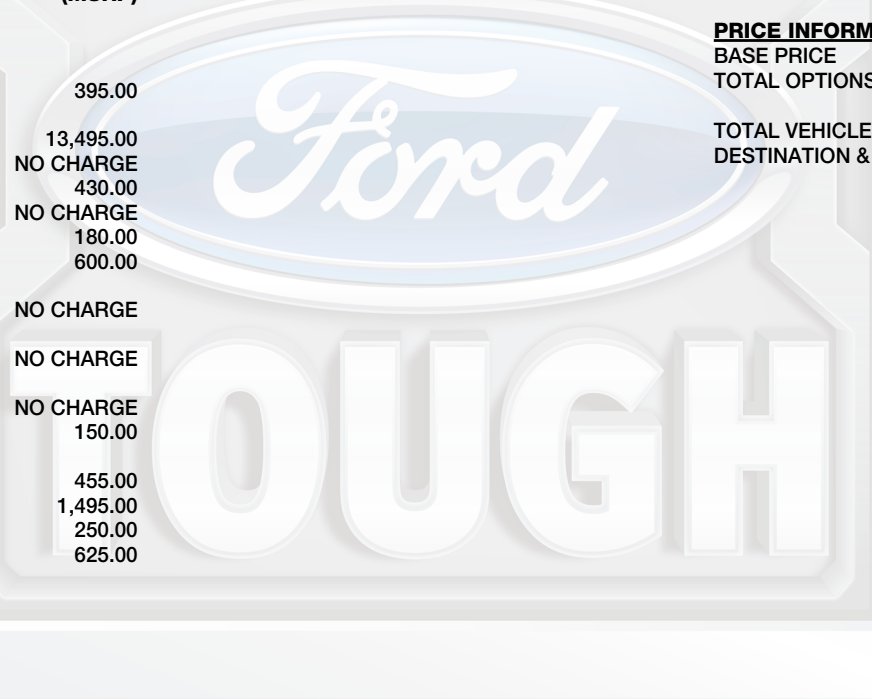 395.00
13,495.00
NO CHARGE
430.00
NO CHARGE
180.00
600.00
NO CHARGE
NO CHARGE
NO CHARGE
150.00
455.00
1,495.00
250.00
625.00
PRICE INFORM
BASE PRICE
TOTAL OPTIONS
TOTAL VEHICLE
DESTINATION &
Ford
TOUGH